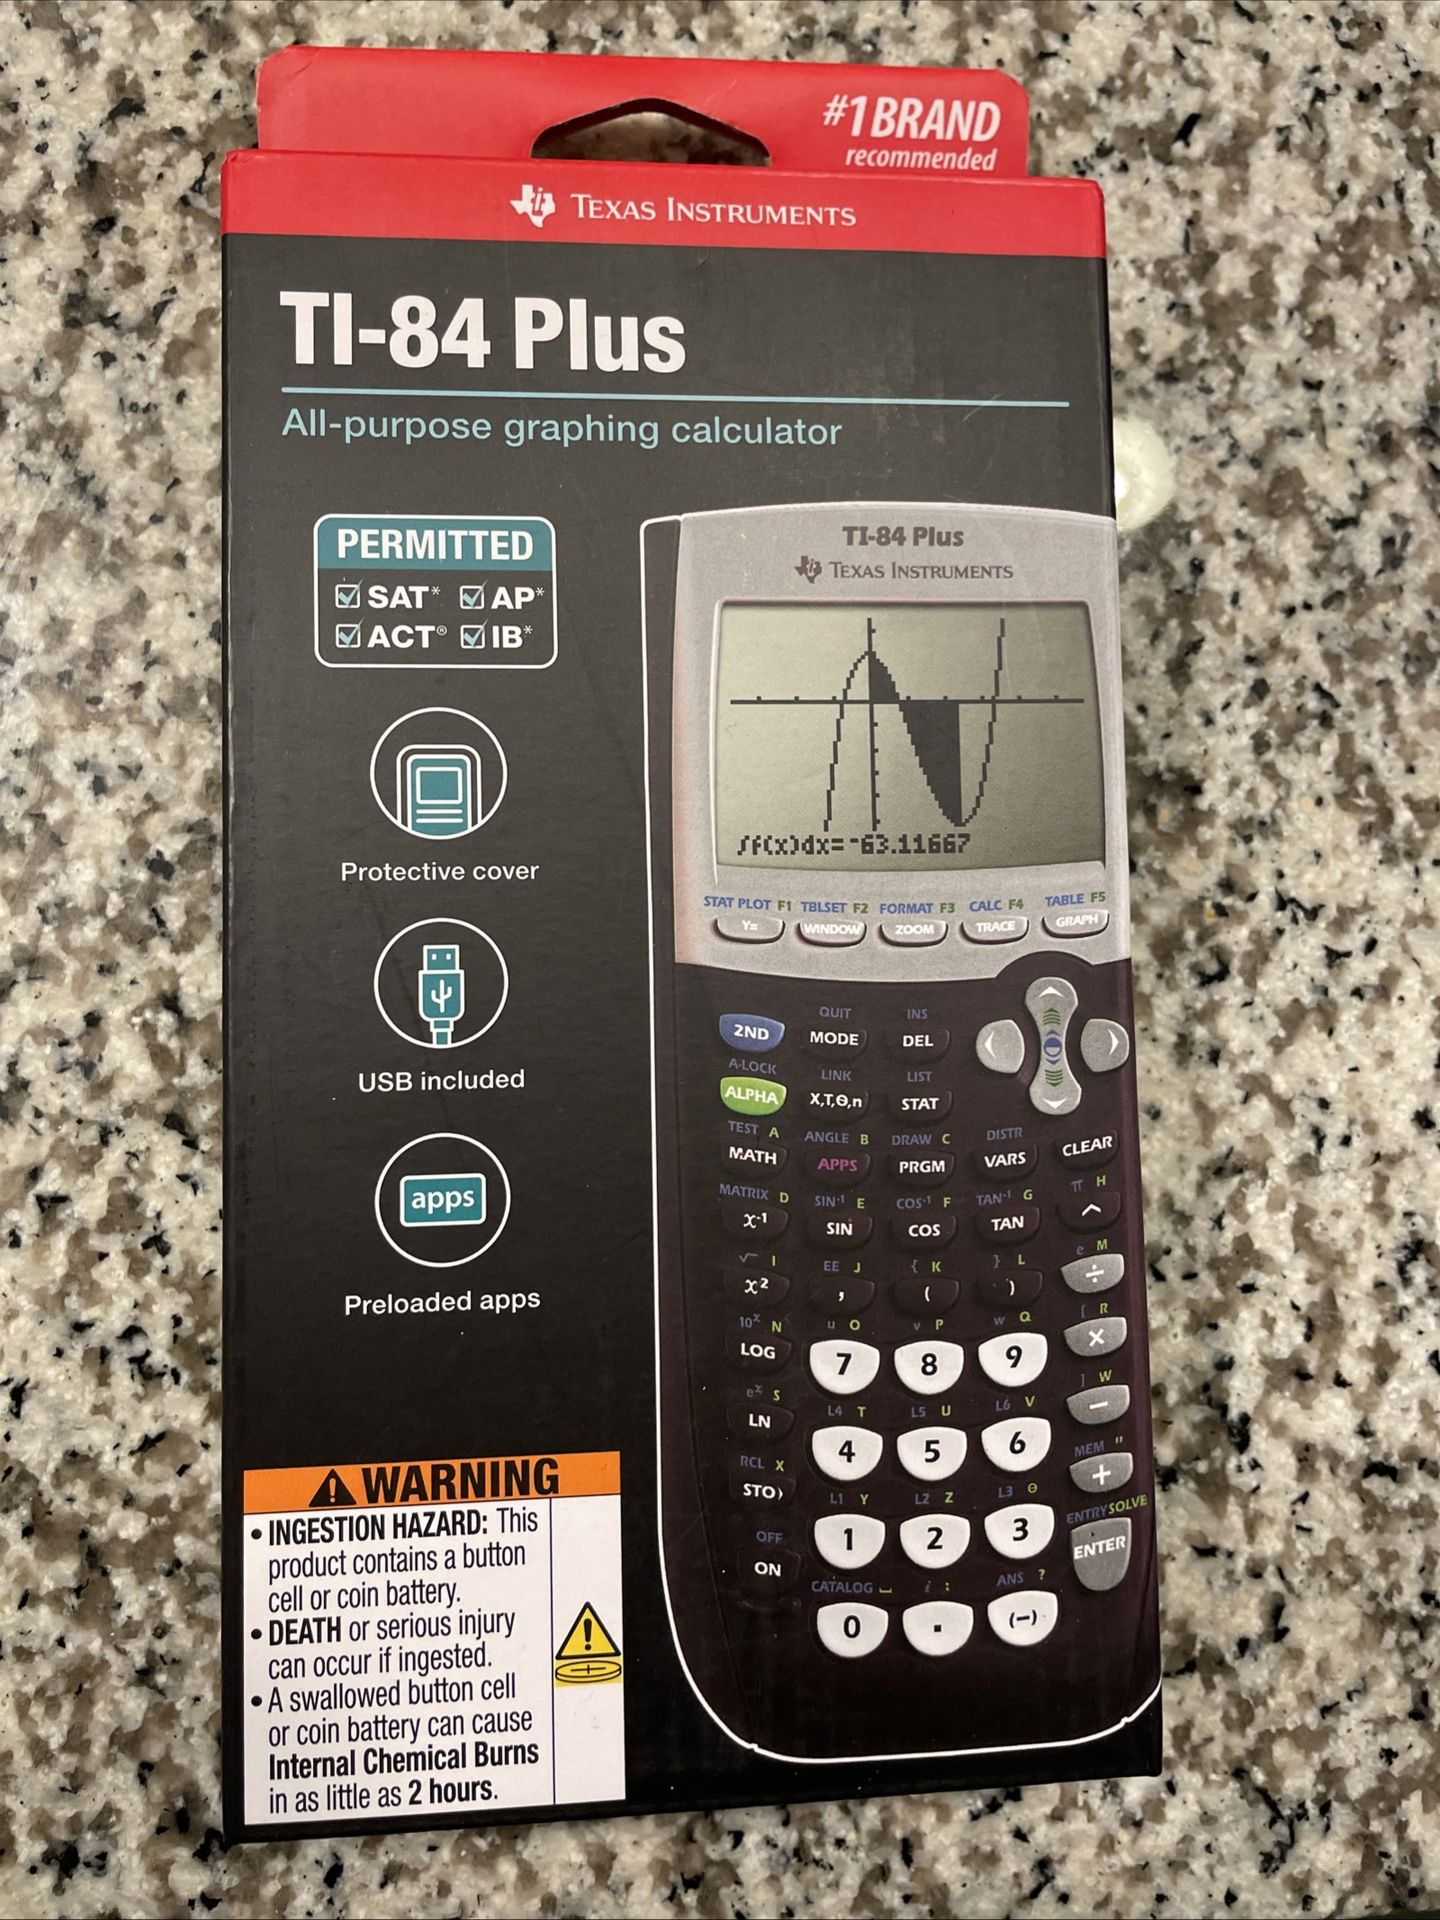 #1 BRAND
recommended
TEXAS INSTRUMENTS
TI-84 Plus
All-purpose graphing calculator
PERMITTED
SAT* AP*
ACT® IB*
Protective cover
USB included
apps
Preloaded apps
WARNING
• INGESTION HAZARD: This
product contains a button
cell or coin battery.
• DEATH or serious injury
can occur if ingested.
• A swallowed button cell
or coin battery can cause
Internal Chemical Burns
in as little as 2 hours.
TI-84 Plus
TEXAS INSTRUMENTS
∫f(x)dx=-63.11667
STAT PLOT F1 TBLSET F2 FORMAT F3 CALC F4 TABLE F5
Y= WINDOW ZOOM TRACE GRAPH
QUIT INS
2ND MODE DEL
A-LOCK LINK LIST
ALPHA X,T,Θ,n STAT
TEST A ANGLE B DRAW C DISTR
MATH APPS PRGM VARS CLEAR
MATRIX D SIN-1 E COS-1 F TAN-1 G π H
x-1 SIN COS TAN ^
√ I EE J { K } L e M
x² , ( ) ÷
10x N u O v P w Q [ R
LOG 7 8 9 ×
ex S L4 T L5 U L6 V ] W
LN 4 5 6 −
RCL X L1 Y L2 Z L3 Θ MEM "
STO› 1 2 3 +
OFF CATALOG ⎵ i : ANS ? ENTRY SOLVE
ON 0 . (−) ENTER